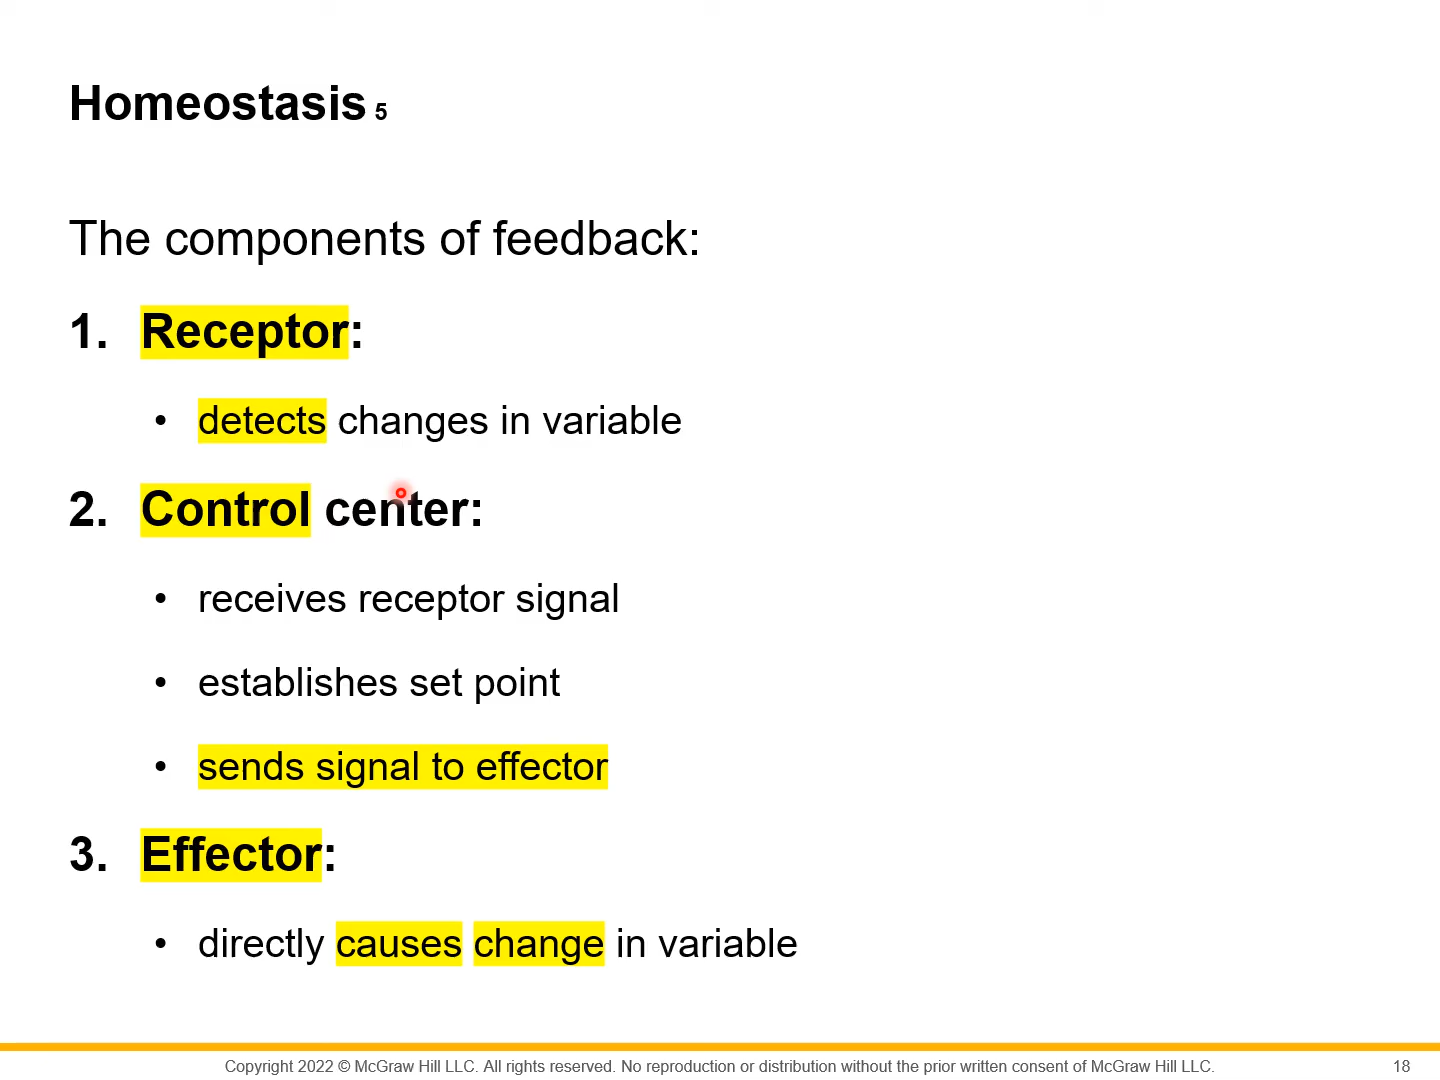 Homeostasis 5
The components of feedback:
1. Receptor:
• detects changes in variable
2. Control center:
• receives receptor signal
• establishes set point
• sends signal to effector
3. Effector:
• directly causes change in variable
Copyright 2022 © McGraw Hill LLC. All rights reserved. No reproduction or distribution without the prior written consent of McGraw Hill LLC.
18